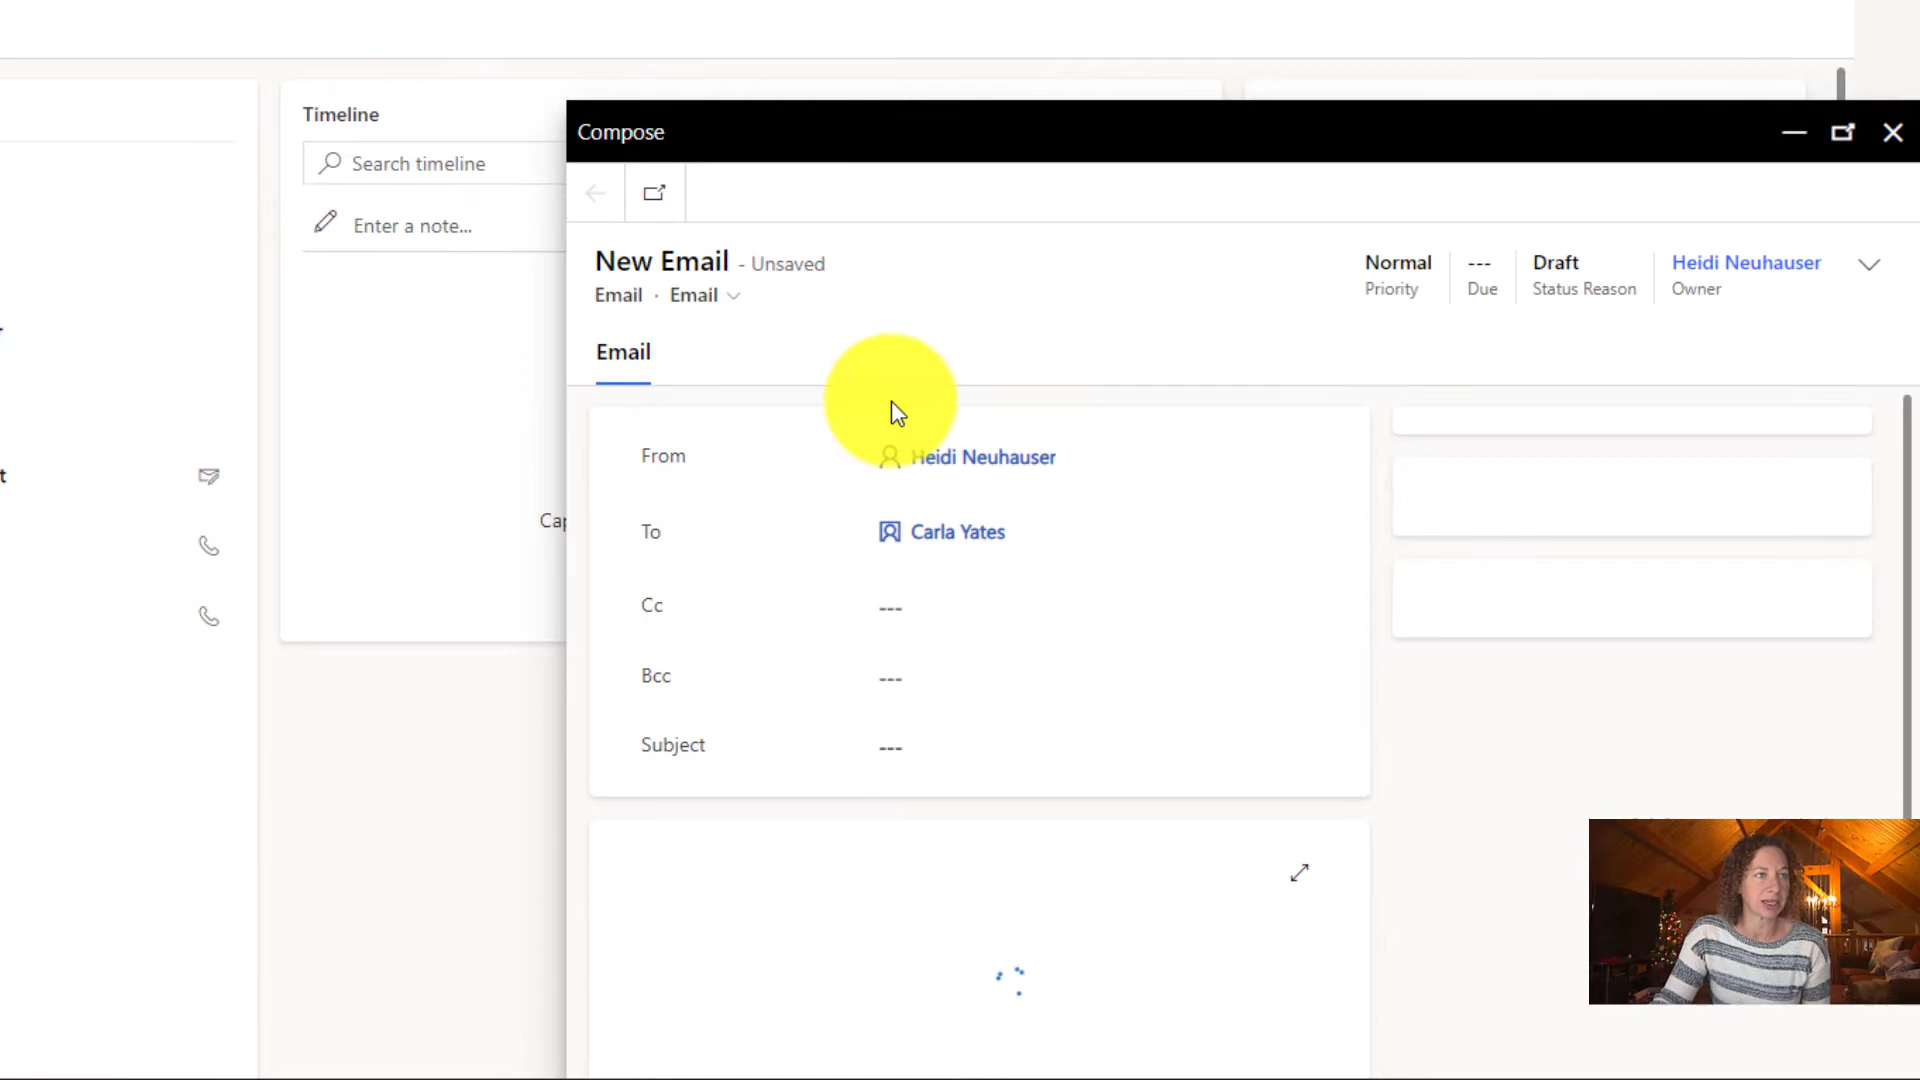 Timeline
Search timeline
Enter a note...
t
Cap
Compose
New Email - Unsaved
Email · Email
Normal
Priority
---
Due
Draft
Status Reason
Heidi Neuhauser
Owner
Email
From
Heidi Neuhauser
To
Carla Yates
Cc
---
Bcc
---
Subject
---